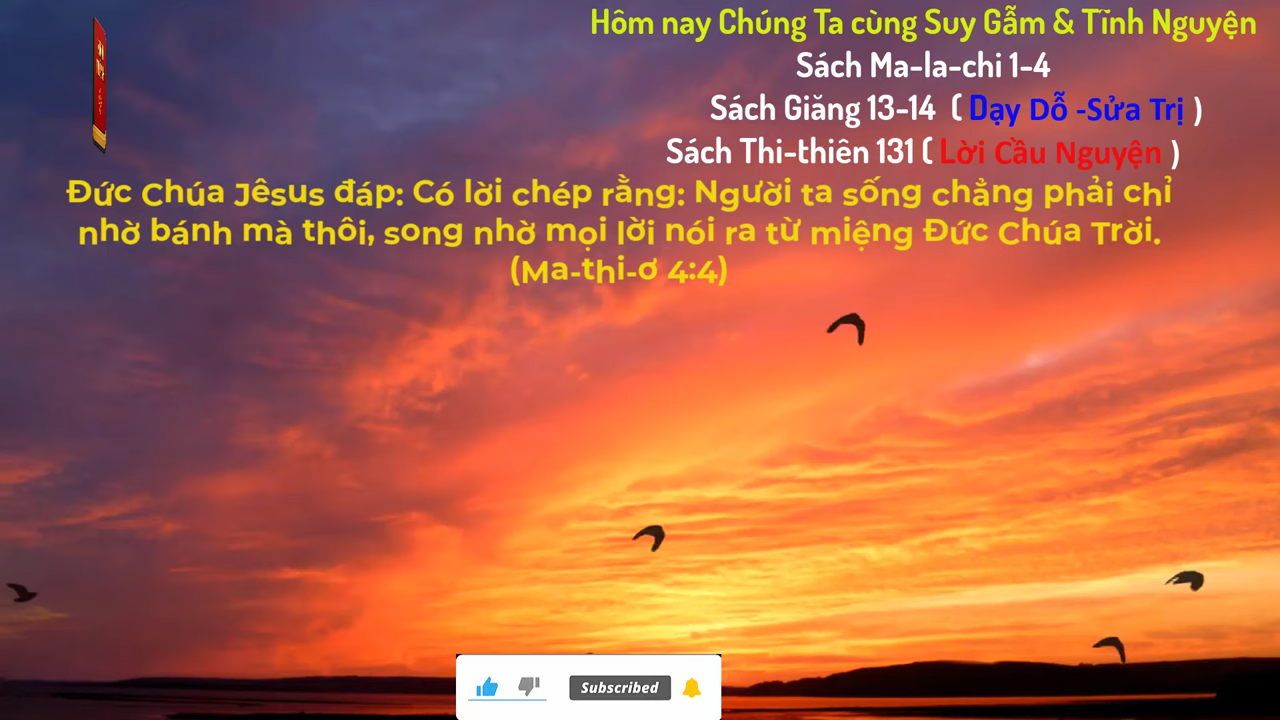 Hôm nay Chúng Ta cùng Suy Gẫm & Tĩnh Nguyện
Sách Ma-la-chi 1-4
Sách Giăng 13-14 ( Dạy Dỗ -Sửa Trị )
Sách Thi-thiên 131 ( Lời Cầu Nguyện )
Đức Chúa Jêsus đáp: Có lời chép rằng: Người ta sống chẳng phải chỉ
nhờ bánh mà thôi, song nhờ mọi lời nói ra từ miệng Đức Chúa Trời.
(Ma-thi-ơ 4:4)
Subscribed